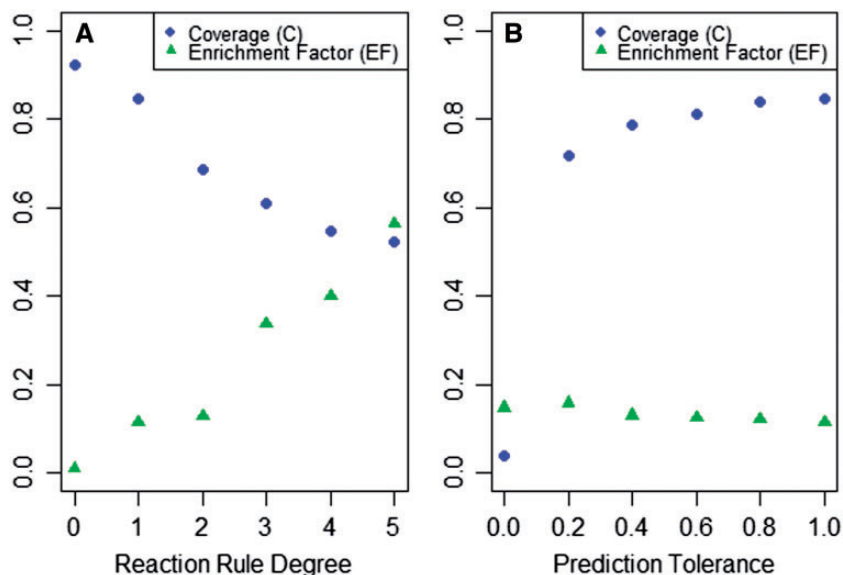 A
Coverage (C)
Enrichment Factor (EF)
1.0
0.8
0.6
0.4
0.2
0.0
0 1 2 3 4 5
Reaction Rule Degree
B
Coverage (C)
Enrichment Factor (EF)
1.0
0.8
0.6
0.4
0.2
0.0
0.0 0.2 0.4 0.6 0.8 1.0
Prediction Tolerance